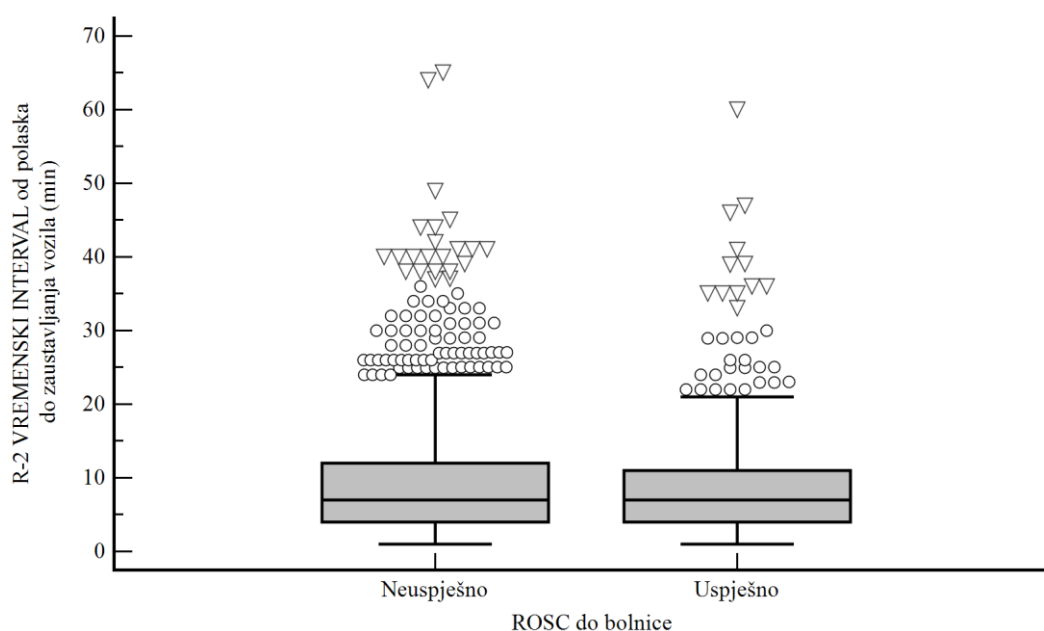 R-2 VREMENSKI INTERVAL od polaska
do zaustavljanja vozila (min)
70
60
50
40
30
20
10
0
Neuspješno
Uspješno
ROSC do bolnice